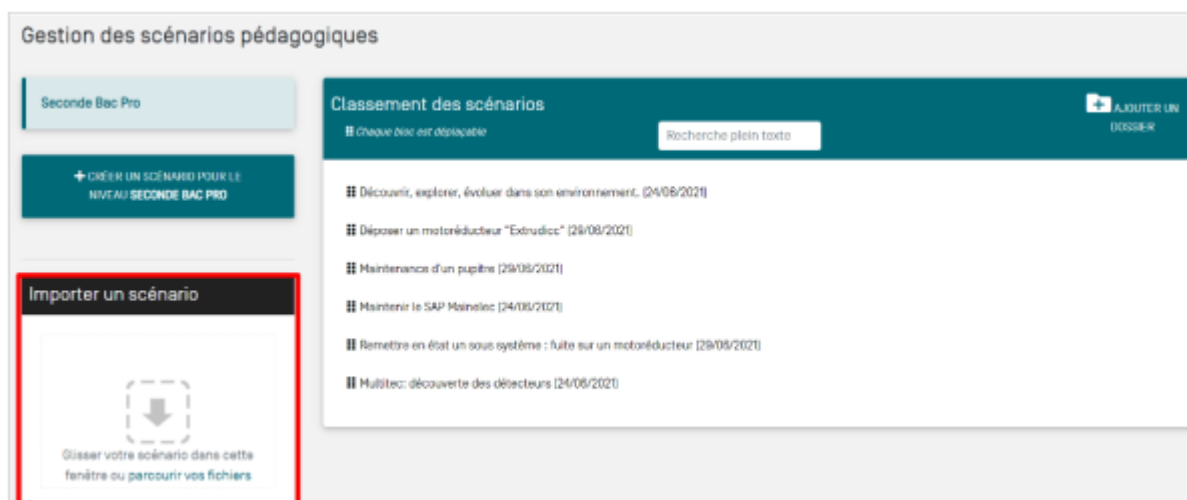 Gestion des scénarios pédagogiques
Seconde Bac Pro
+ CRÉER UN SCÉNARIO POUR LE
NIVEAU SECONDE BAC PRO
Importer un scénario
Glisser votre scénario dans cette
fenêtre ou parcourir vos fichiers
Classement des scénarios
Chaque bloc est déplaçable
Recherche plein texte
AJOUTER UN
DOSSIER
Découvrir, explorer, évoluer dans son environnement. (24/06/2021)
Déposer un motoréducteur "Extrudicc" (29/06/2021)
Maintenance d'un pupitre (29/06/2021)
Maintenir le SAP Mainelec (24/06/2021)
Remettre en état un sous système : fuite sur un motoréducteur (29/06/2021)
Multitec: découverte des détecteurs (24/06/2021)